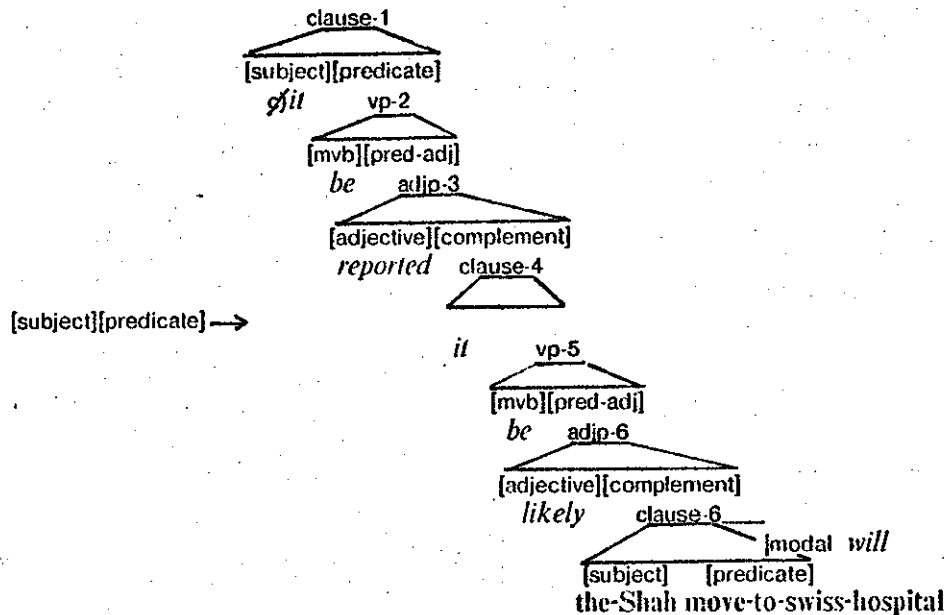 clause-1
[subject][predicate]
it vp-2
[mvb][pred-adj]
be adjp-3
[adjective][complement]
reported clause-4
[subject][predicate]
it vp-5
[mvb][pred-adj]
be adjp-6
[adjective][complement]
likely clause-6
[modal will
[subject] [predicate]
the-Shah move-to-swiss-hospital